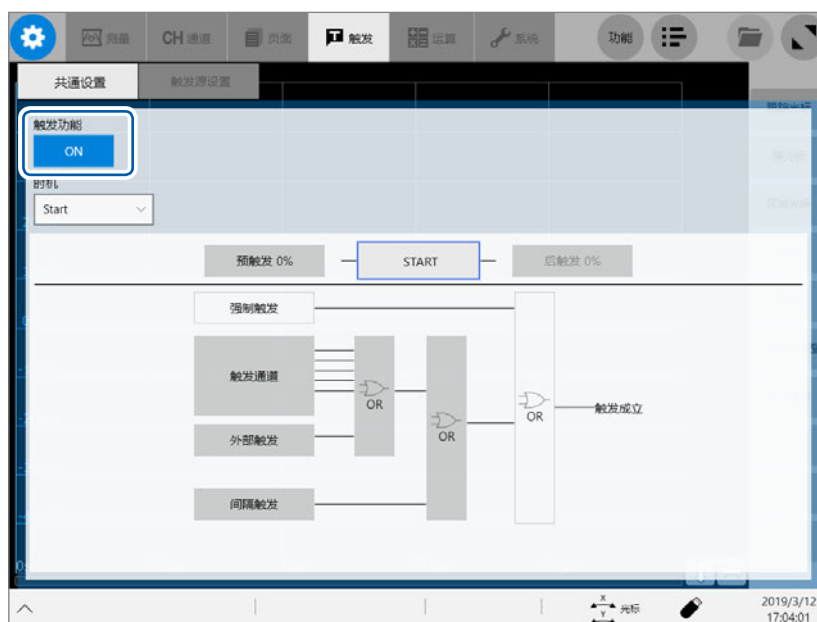 测量 CH 通道 页面 触发 运算 系统 功能
共通设置 触发源设置
触发功能
ON
时机
Start
预触发 0% START 后触发 0%
强制触发
触发通道
OR
外部触发
OR
OR
触发成立
间隔触发
光标
2019/3/12
17:04:01